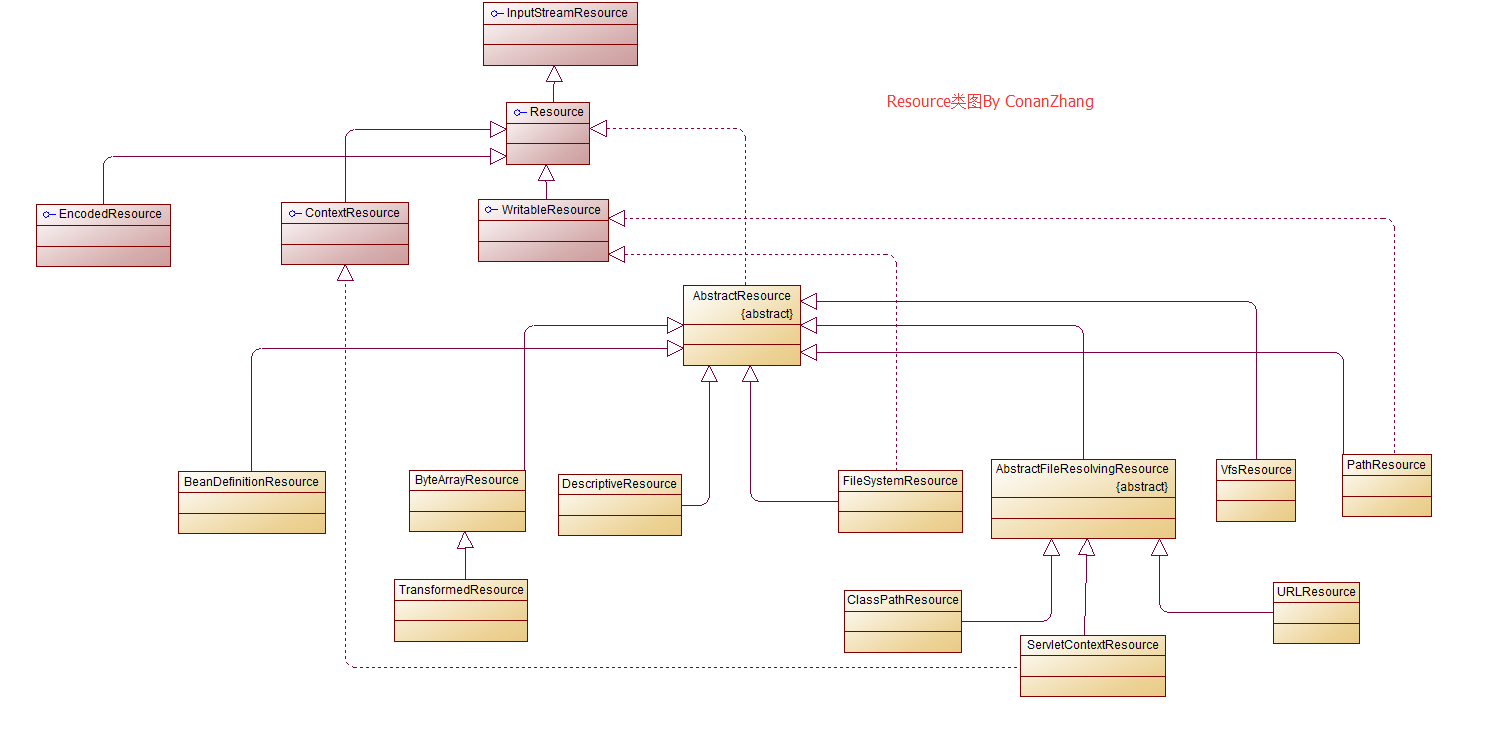 InputStreamResource
Resource类图By ConanZhang
Resource
EncodedResource
ContextResource
WritableResource
AbstractResource
{abstract}
BeanDefinitionResource
ByteArrayResource
DescriptiveResource
FileSystemResource
AbstractFileResolvingResource
{abstract}
VfsResource
PathResource
TransformedResource
ClassPathResource
URLResource
ServletContextResource